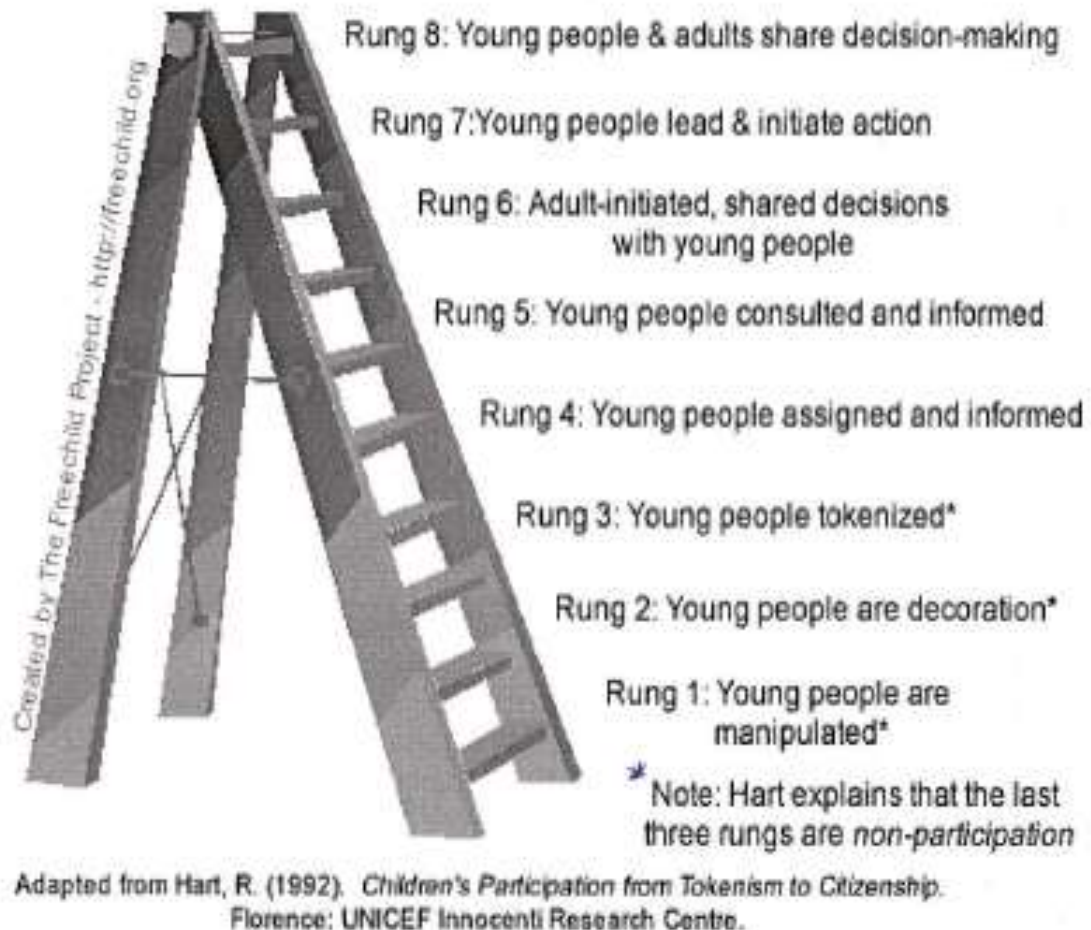 Rung 8: Young people & adults share decision-making
Rung 7:Young people lead & initiate action
Rung 6: Adult-initiated, shared decisions
with young people
Rung 5: Young people consulted and informed
Rung 4: Young people assigned and informed
Rung 3: Young people tokenized*
Rung 2: Young people are decoration*
Rung 1: Young people are
manipulated*
* Note: Hart explains that the last
three rungs are non-participation
Created by The Freechild Project - http://freechild.org
Adapted from Hart, R. (1992). Children's Participation from Tokenism to Citizenship.
Florence: UNICEF Innocenti Research Centre.